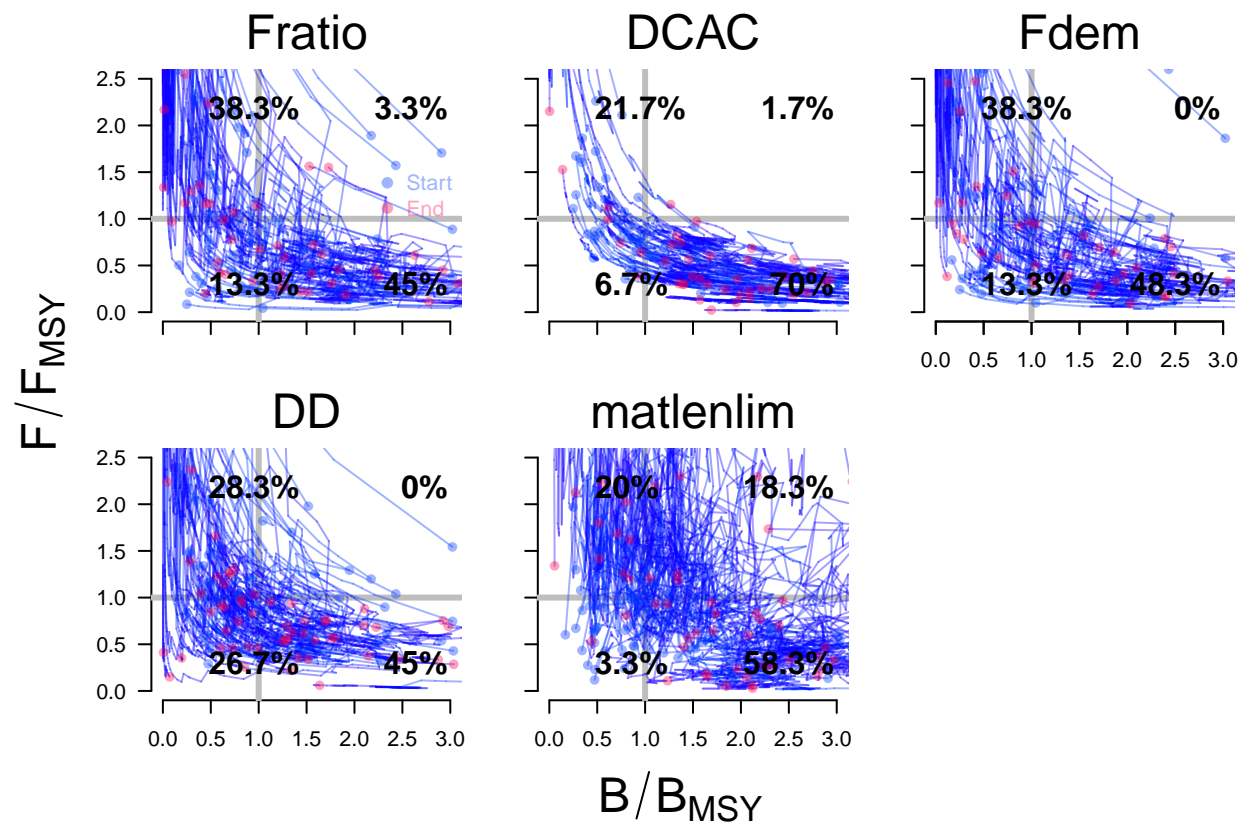 Fratio DCAC Fdem
2.5 38.3% 3.3% 21.7% 1.7% 38.3% 0%
2.0
1.5 Start
1.0 End
0.5 13.3% 45% 6.7% 70% 13.3% 48.3%
0.0
0.0 0.5 1.0 1.5 2.0 2.5 3.0
F/F_MSY
DD matlenlim
2.5 28.3% 0% 20% 18.3%
2.0
1.5
1.0
0.5 26.7% 45% 3.3% 58.3%
0.0
0.0 0.5 1.0 1.5 2.0 2.5 3.0 0.0 0.5 1.0 1.5 2.0 2.5 3.0
B/B_MSY